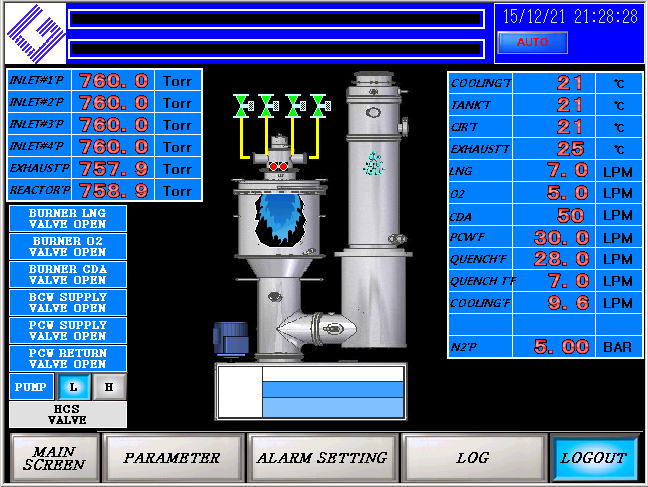 15/12/21 21:28:28
AUTO
INLET#1'P 760.0 Torr
INLET#2'P 760.0 Torr
INLET#3'P 760.0 Torr
INLET#4'P 760.0 Torr
EXHAUST'P 757.9 Torr
REACTOR'P 758.9 Torr
BURNER LNG
VALVE OPEN
BURNER O2
VALVE OPEN
BURNER CDA
VALVE OPEN
BCW SUPPLY
VALVE OPEN
PCW SUPPLY
VALVE OPEN
PCW RETURN
VALVE OPEN
PUMP L H
HCS
VALVE
COOLING'T 21 ℃
TANK'T 21 ℃
CIR'T 21 ℃
EXHAUST'T 25 ℃
LNG 7.0 LPM
O2 5.0 LPM
CDA 50 LPM
PCW'F 30.0 LPM
QUENCH'F 28.0 LPM
QUENCH T'F 7.0 LPM
COOLING'F 9.6 LPM
N2'P 5.00 BAR
MAIN
SCREEN
PARAMETER
ALARM SETTING
LOG
LOGOUT